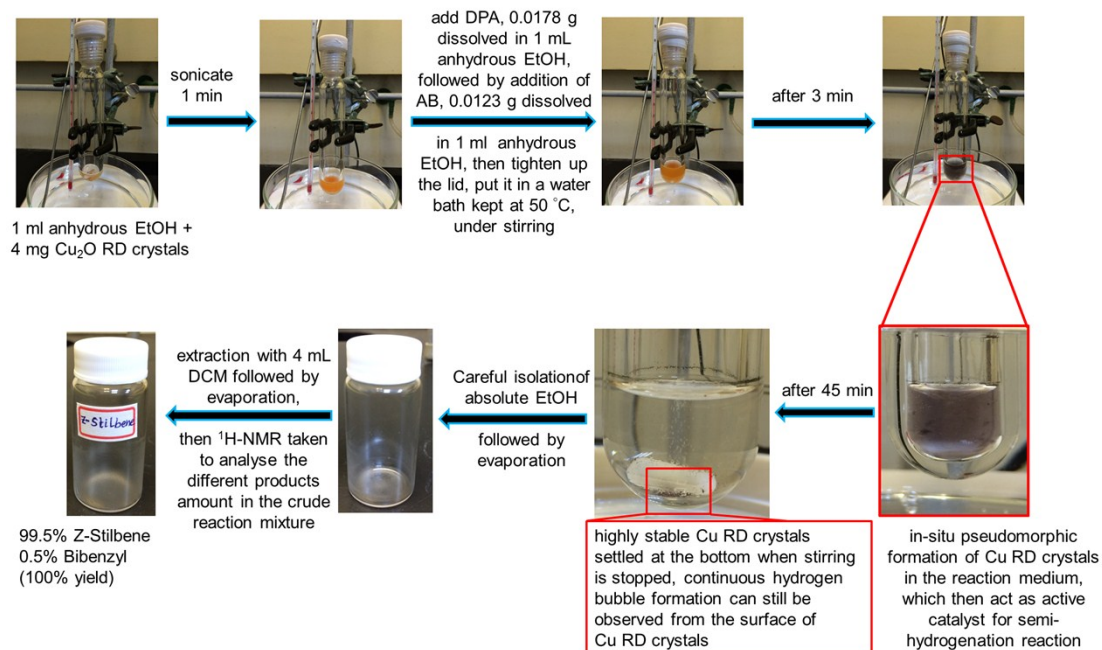 sonicate
1 min
add DPA, 0.0178 g
dissolved in 1 mL
anhydrous EtOH,
followed by addition of
AB, 0.0123 g dissolved
in 1 ml anhydrous
EtOH, then tighten up
the lid, put it in a water
bath kept at 50 ˚C,
under stirring
after 3 min
1 ml anhydrous EtOH +
4 mg Cu₂O RD crystals
in-situ pseudomorphic
formation of Cu RD crystals
in the reaction medium,
which then act as active
catalyst for semi-
hydrogenation reaction
after 45 min
highly stable Cu RD crystals
settled at the bottom when stirring
is stopped, continuous hydrogen
bubble formation can still be
observed from the surface of
Cu RD crystals
Careful isolationof
absolute EtOH
followed by
evaporation
extraction with 4 mL
DCM followed by
evaporation,
then ¹H-NMR taken
to analyse the
different products
amount in the crude
reaction mixture
Z-Stilbene
99.5% Z-Stilbene
0.5% Bibenzyl
(100% yield)